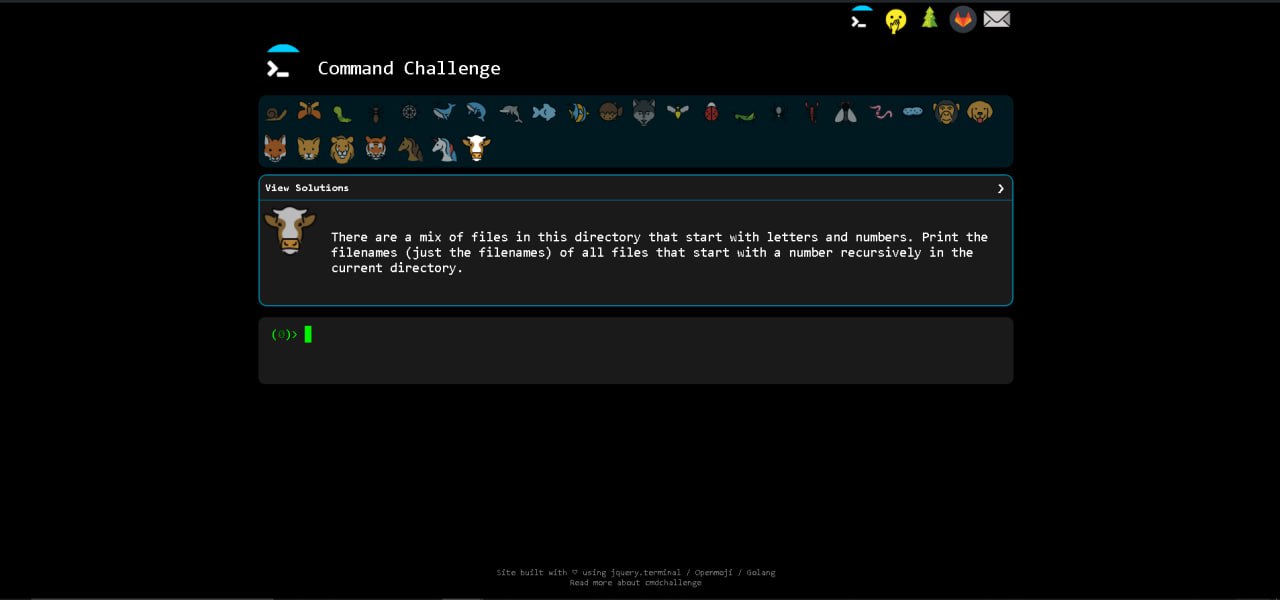 Command Challenge
View Solutions
There are a mix of files in this directory that start with letters and numbers. Print the
filenames (just the filenames) of all files that start with a number recursively in the
current directory.
(0)>
Site built with ♡ using jquery.terminal / Openmoji / Golang
Read more about cmdchallenge